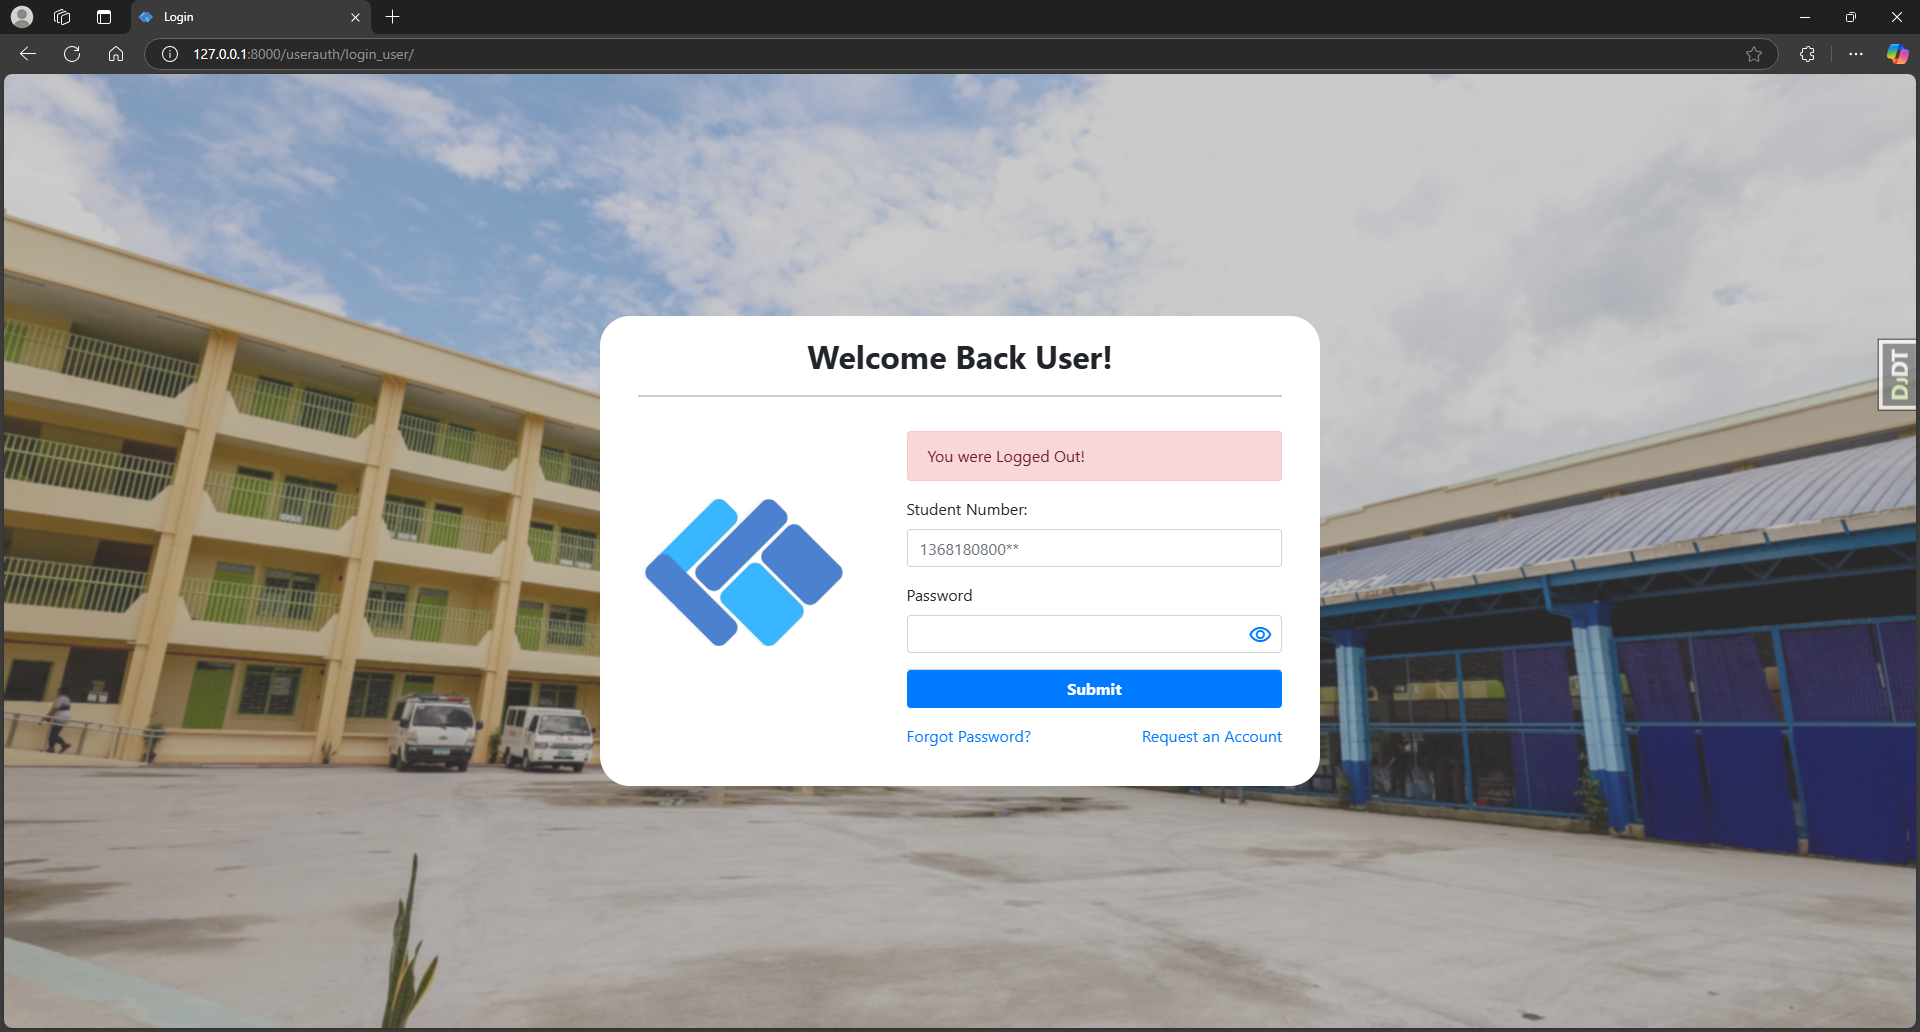 Login
127.0.0.1:8000/userauth/login_user/
Welcome Back User!
You were Logged Out!
Student Number:
1368180800**
Password
Submit
Forgot Password?
Request an Account
DJDT